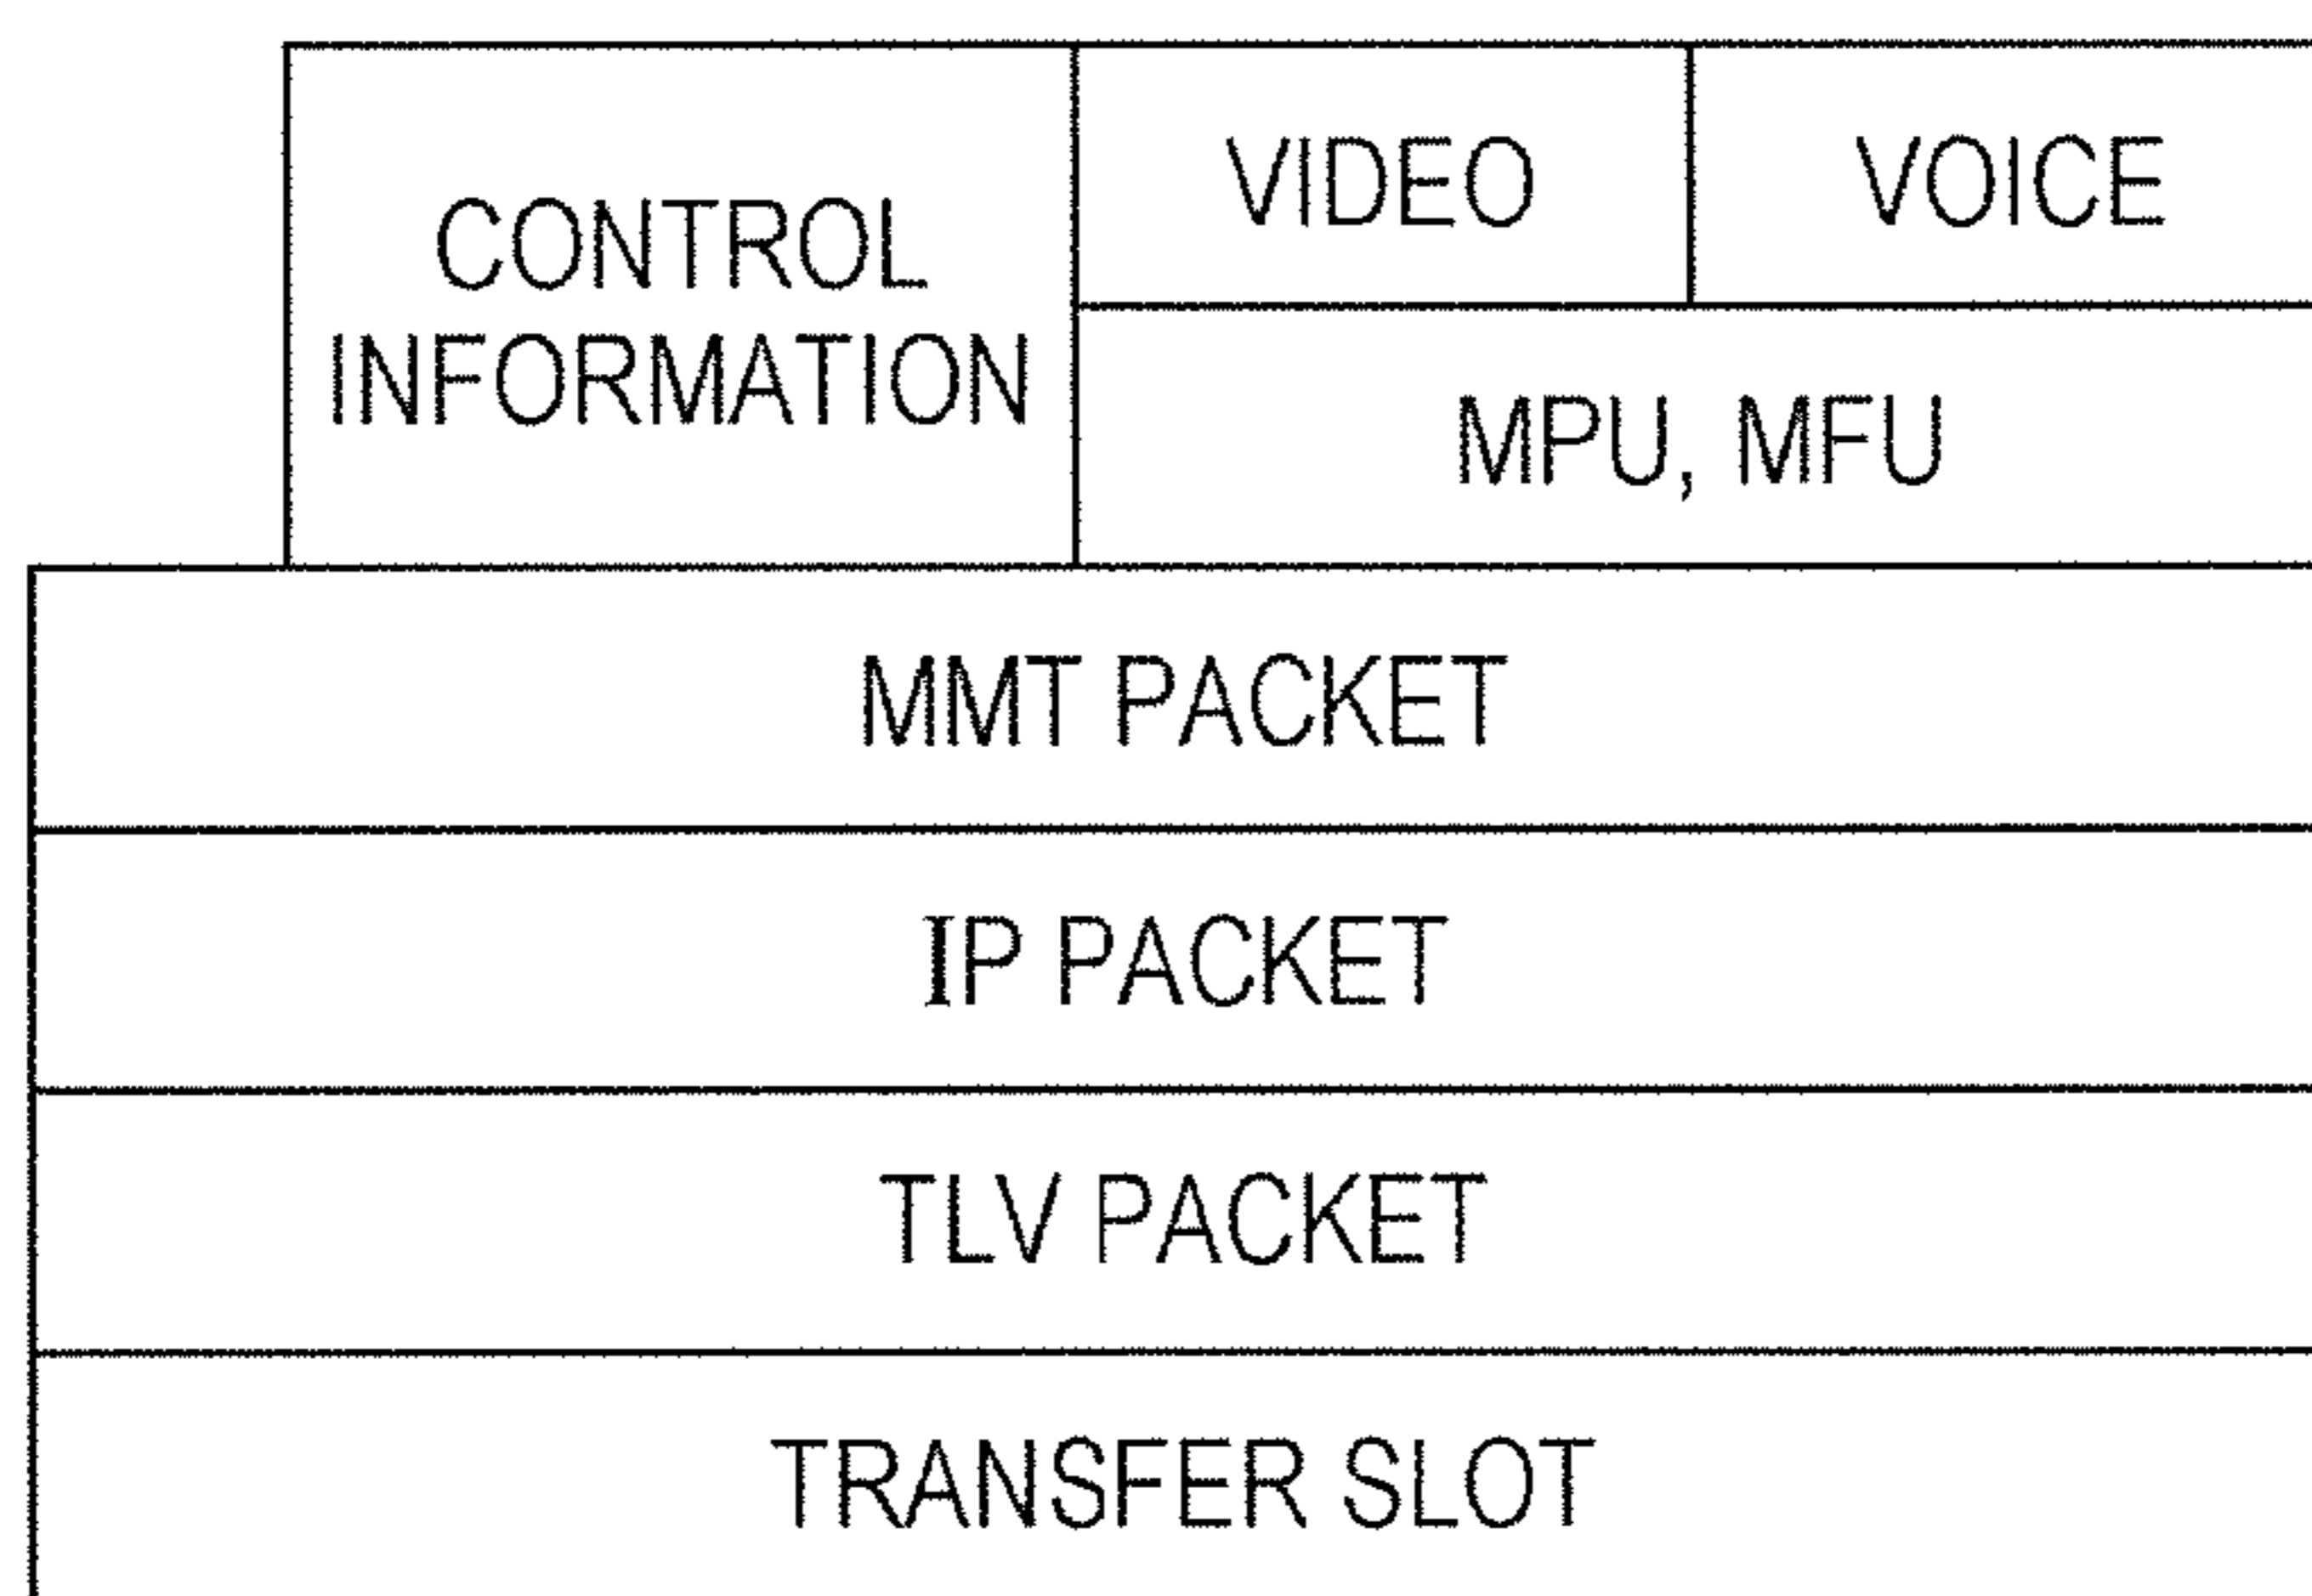 CONTROL
INFORMATION
VIDEO
VOICE
MPU, MFU
MMT PACKET
IP PACKET
TLV PACKET
TRANSFER SLOT